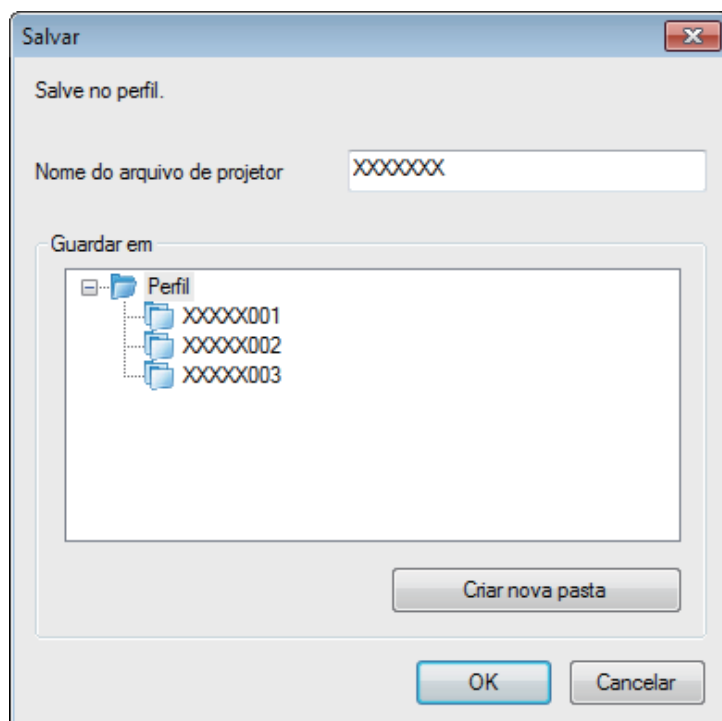 Salvar
Salve no perfil.
Nome do arquivo de projetor XXXXXXX
Guardar em
Perfil
XXXXX001
XXXXX002
XXXXX003
Criar nova pasta
OK Cancelar